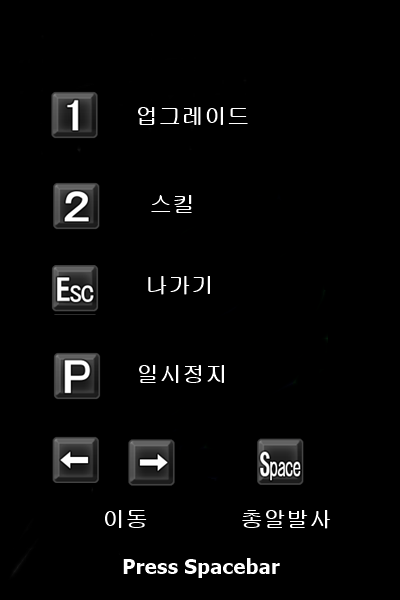 1 업그레이드
2 스킬
Esc 나가기
P 일시정지
← → Space
이동 총알발사
Press Spacebar